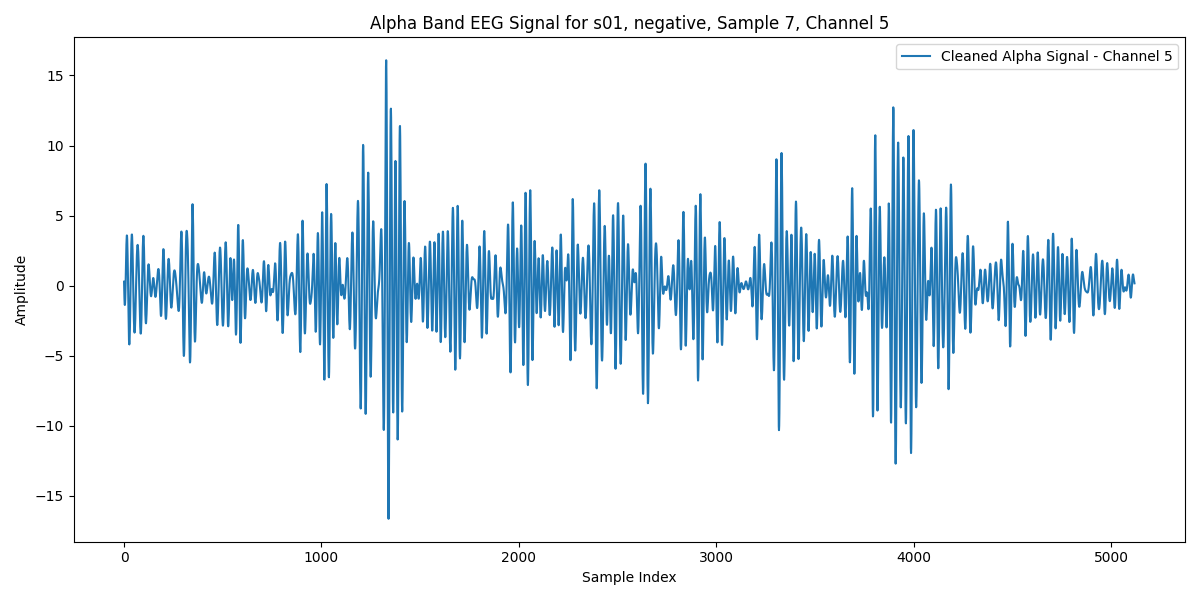 Alpha Band EEG Signal for s01, negative, Sample 7, Channel 5
Cleaned Alpha Signal - Channel 5
15
10
5
0
−5
−10
−15
Amplitude
0 1000 2000 3000 4000 5000
Sample Index